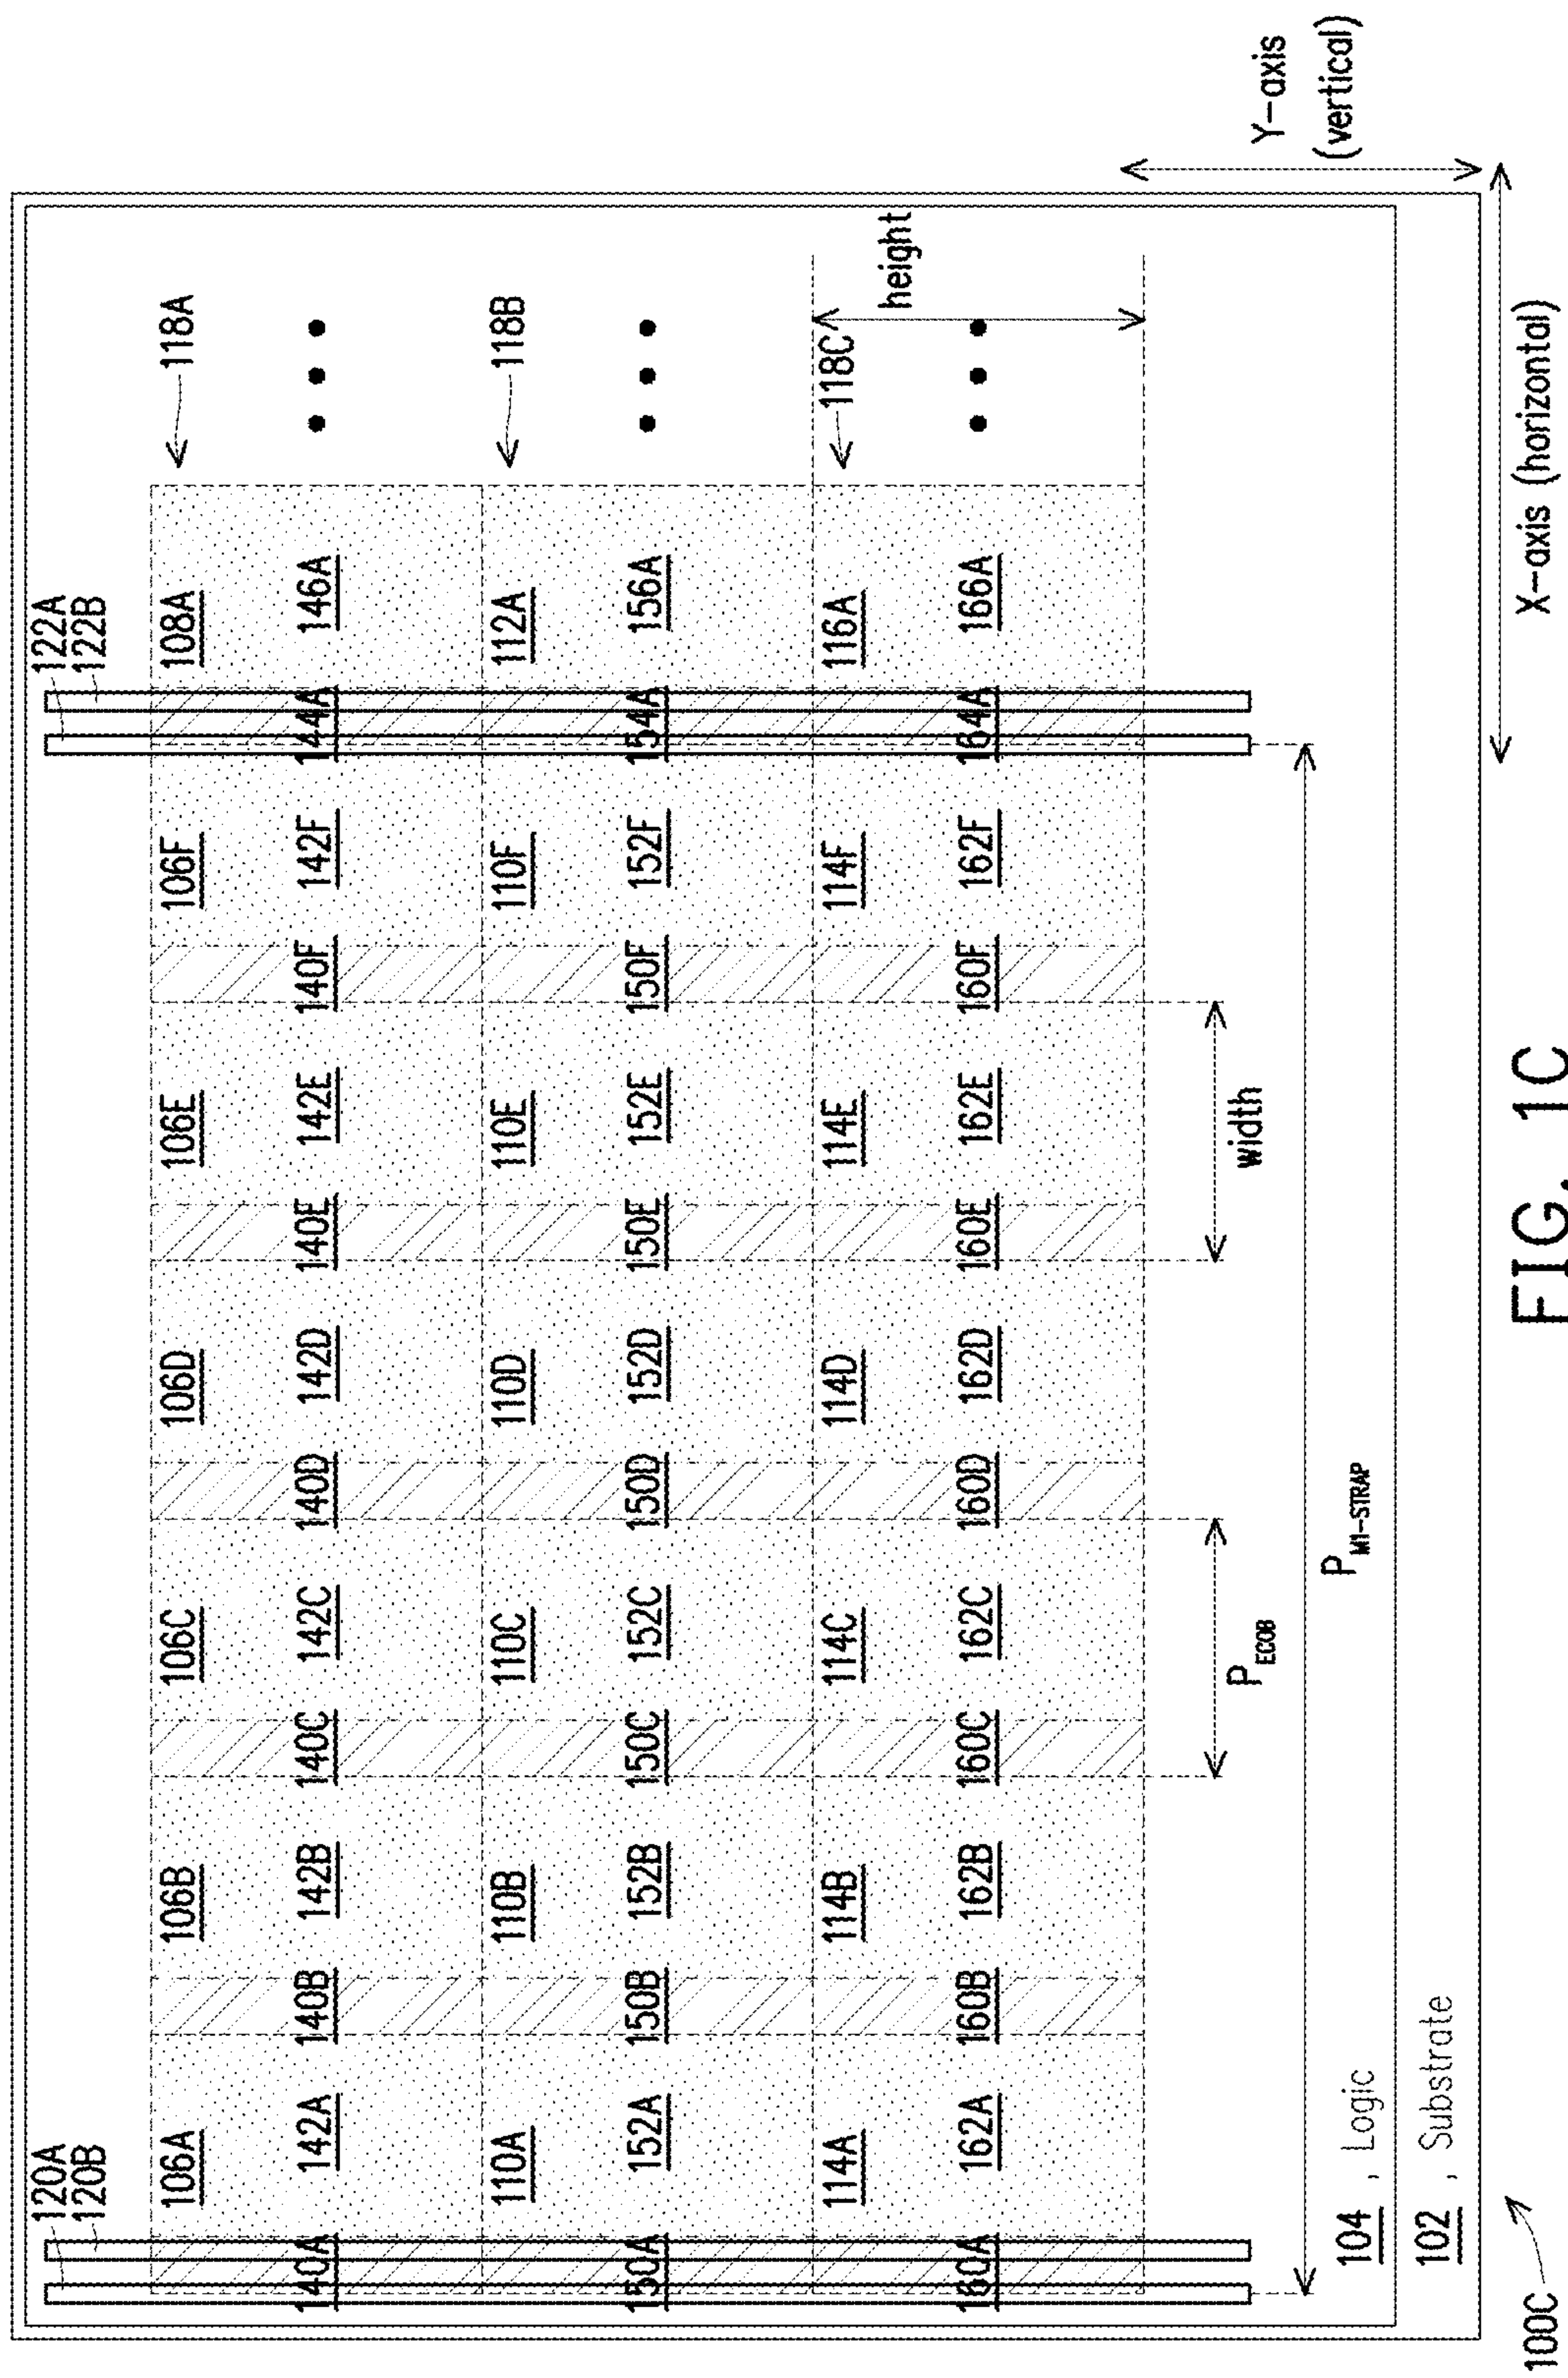 120A
120B
122A
122B
106A
106B
106C
106D
106E
106F
108A
118A
140A
142A
140B
142B
140C
142C
140D
142D
140E
142E
140F
142F
144A
146A
110A
110B
110C
110D
110E
110F
112A
118B
150A
152A
150B
152B
150C
152C
150D
152D
150E
152E
150F
152F
154A
156A
114A
114B
114C
114D
114E
114F
116A
118C
height
160A
162A
160B
162B
160C
162C
160D
162D
160E
162E
160F
162F
164A
166A
P ECOB
width
P M1-STRAP
104 , Logic
102 , Substrate
Y-axis
(vertical)
X-axis (horizontal)
100C
FIG. 1C